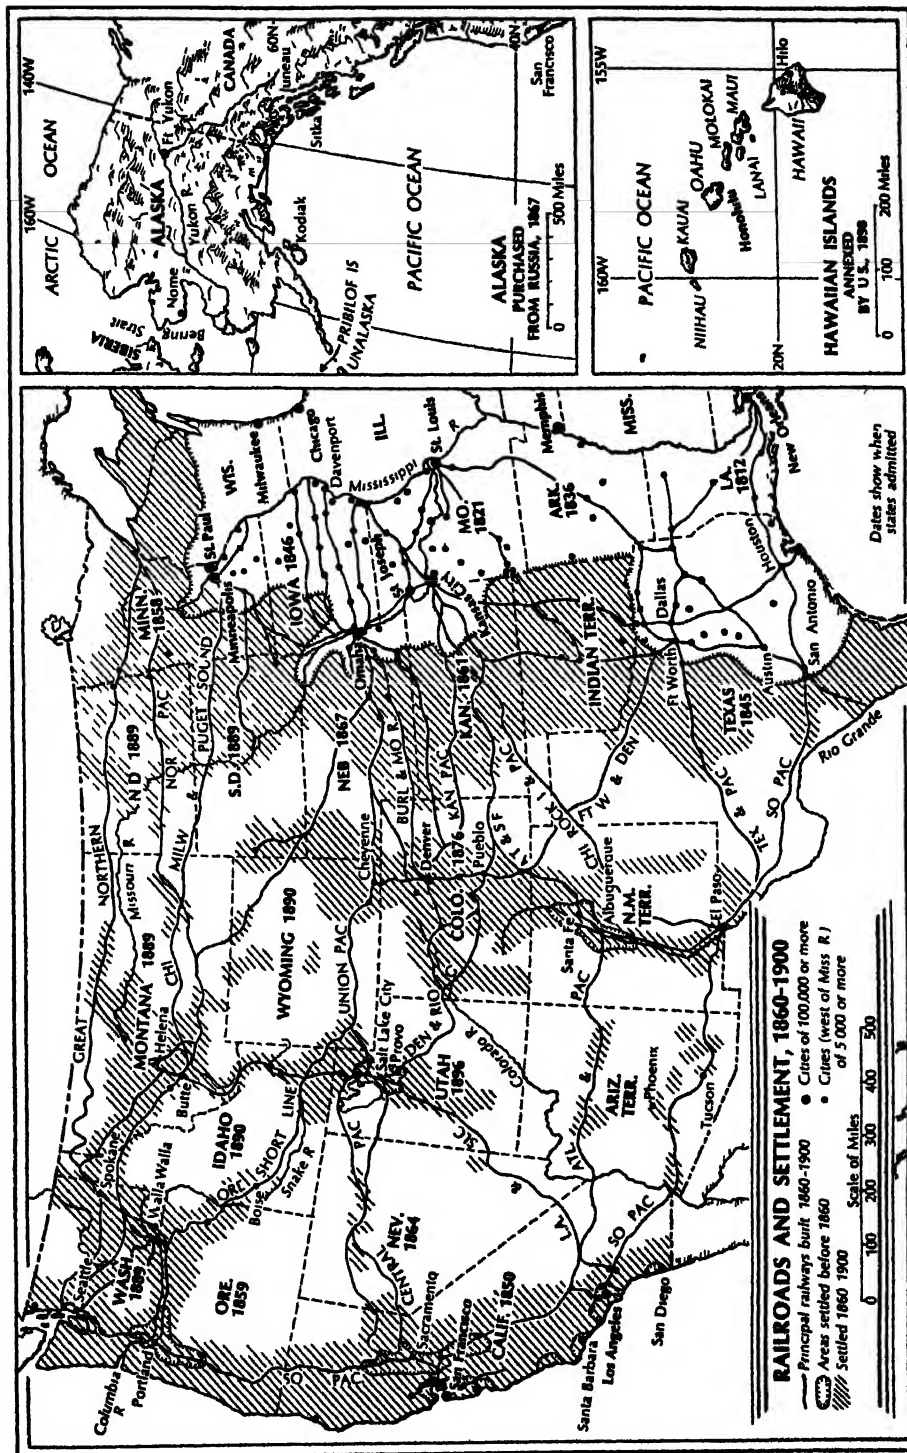 ARCTIC
OCEAN
160W
140W
SIBERIA
Bering
Strait
Nome
ALASKA
Yukon R.
Ft Yukon
CANADA
60N
Juneau
Sitka
Kodiak
PRIBILOF IS
UNALASKA
PACIFIC OCEAN
40N
San
Francisco
ALASKA
PURCHASED
FROM RUSSIA, 1867
0 500 Miles
PACIFIC OCEAN
160W
155W
NIIHAU
KAUAI
OAHU
Honolulu
MOLOKAI
LANAI
MAUI
HAWAII
Hilo
20N
HAWAIIAN ISLANDS
ANNEXED
BY U S, 1898
0 100 200 Miles
Seattle
Spokane
WASH
1889
Columbia
R
Portland
Walla Walla
ORE.
1859
IDAHO
1890
Boise
Snake R
ORE SHORT LINE
GREAT NORTHERN
MONTANA
1889
Helena
Butte
Missouri R
NOR PAC
CHI MILW & PUGET SOUND
N D 1889
S.D. 1889
MINN.
1858
St Paul
Minneapolis
WIS.
Milwaukee
Chicago
Davenport
IOWA 1846
ILL.
Mississippi
WYOMING 1890
Cheyenne
UNION PAC
NEB 1867
Omaha
BURL & MO R.
St Joseph
Kansas City
St. Louis
MO.
1821
KAN. 1861
KAN PAC
Kansas
Denver
COLO.
1876
Pueblo
AT & S F
DEN & RIO
Salt Lake City
Provo
UTAH
1896
NEV.
1864
CENTRAL PAC
Sacramento
San Francisco
CALIF. 1850
SO PAC
L.A.
S L C
Colorado R
ARIZ.
TERR.
Phoenix
Tucson
ATL & PAC
SO PAC
Santa Barbara
Los Angeles
San Diego
Santa Fe
Albuquerque
N.M.
TERR.
El Paso
CHI ROCK I & PAC
FT W & DEN
INDIAN TERR.
ARK.
1836
Memphis
MISS.
LA.
1812
New
Dallas
Ft Worth
TEXAS
1845
TEX & PAC
SO PAC
Austin
San Antonio
Houston
Rio Grande
Dates show when
states admitted
RAILROADS AND SETTLEMENT, 1860-1900
Principal railways built 1860-1900
Cities of 100,000 or more
Areas settled before 1860
Cities (west of Miss R)
of 5 000 or more
Settled 1860 1900
Scale of Miles
0 100 200 300 400 500